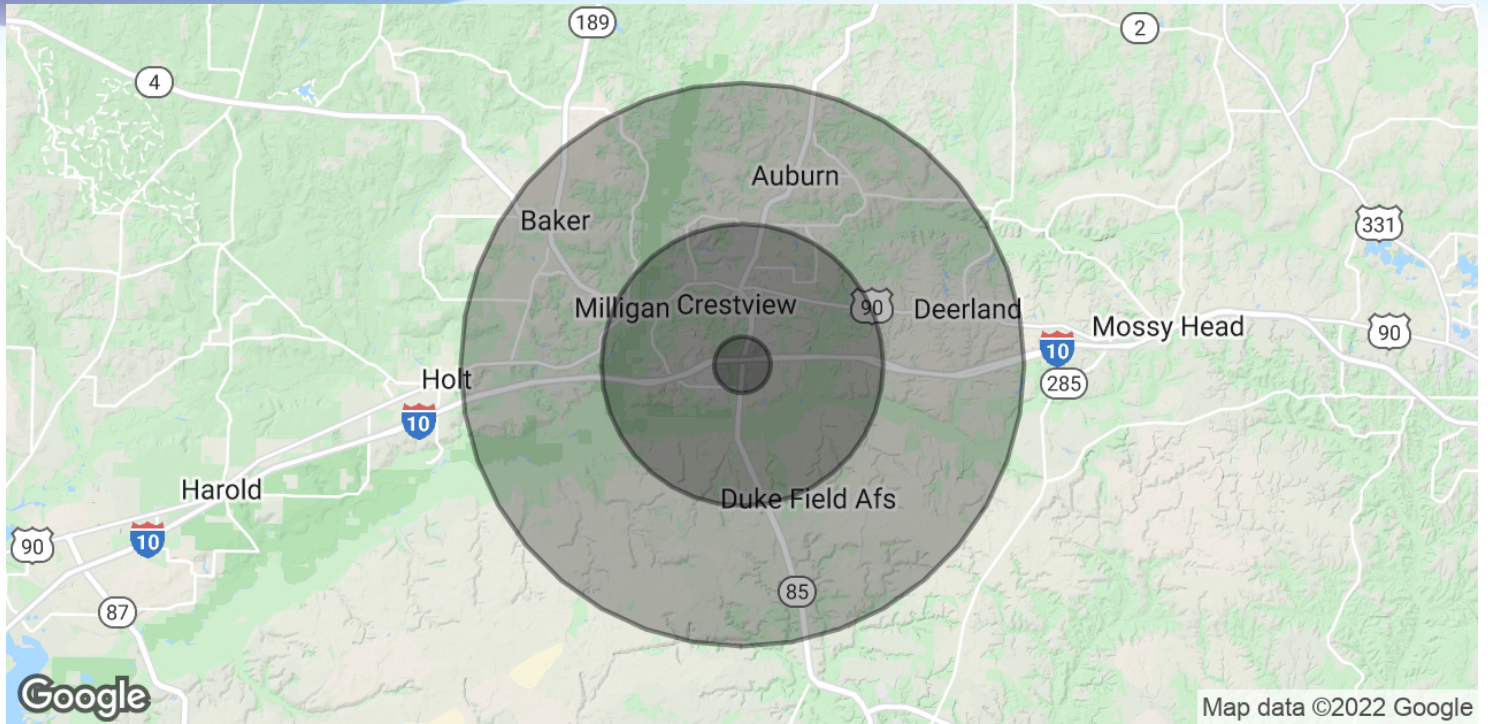 189
2
4
Auburn
Baker
331
Milligan
Crestview
90
Deerland
Mossy Head
90
10
285
Holt
10
Harold
Duke Field Afs
90
10
85
87
Google
Map data ©2022 Google